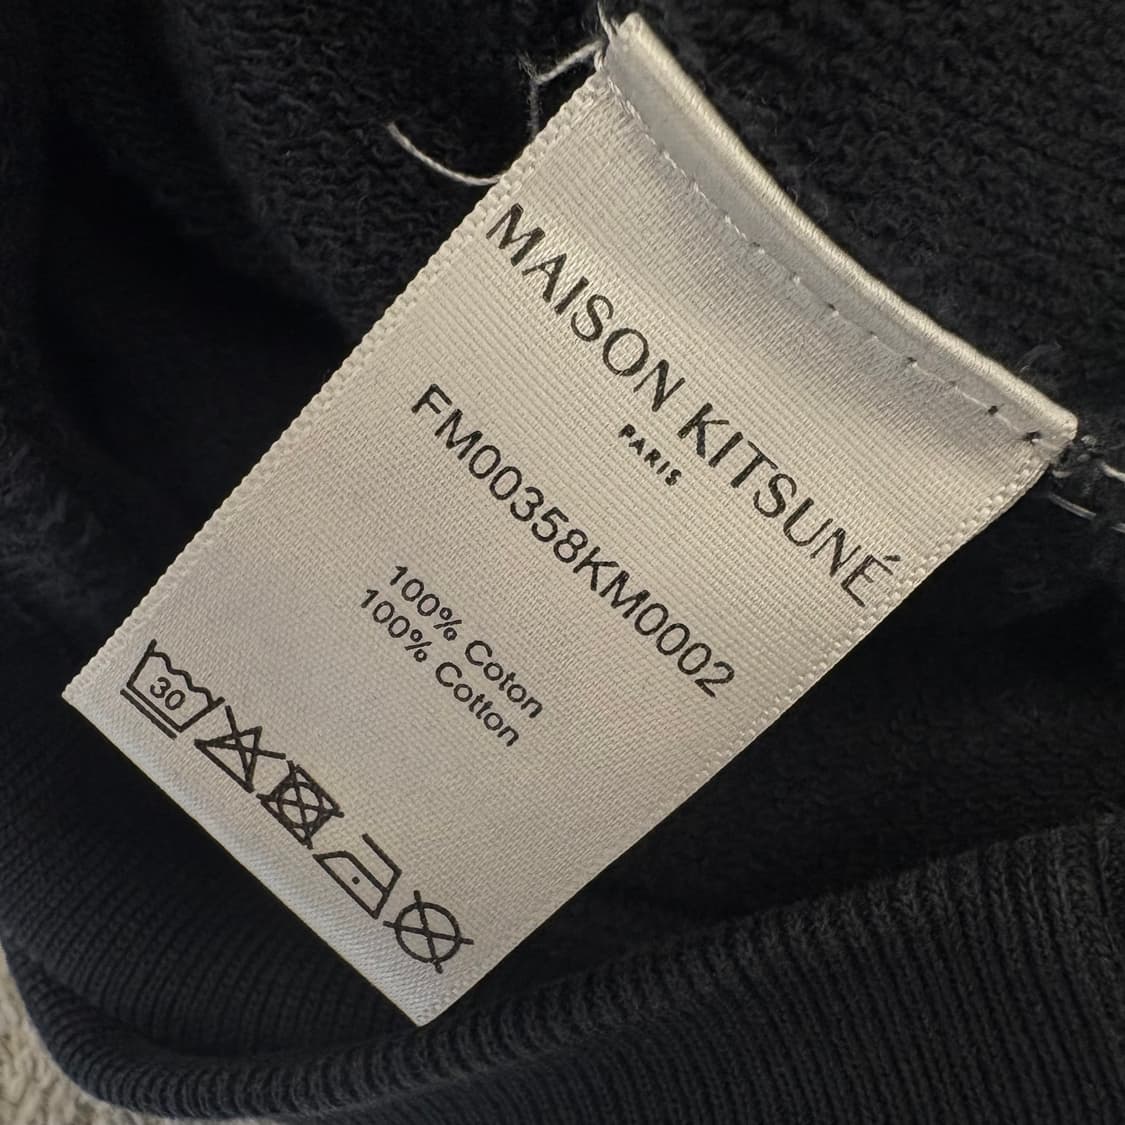 MAISON KITSUNÉ
PARIS
FM00358KM0002
100% Coton
100% Cotton
30